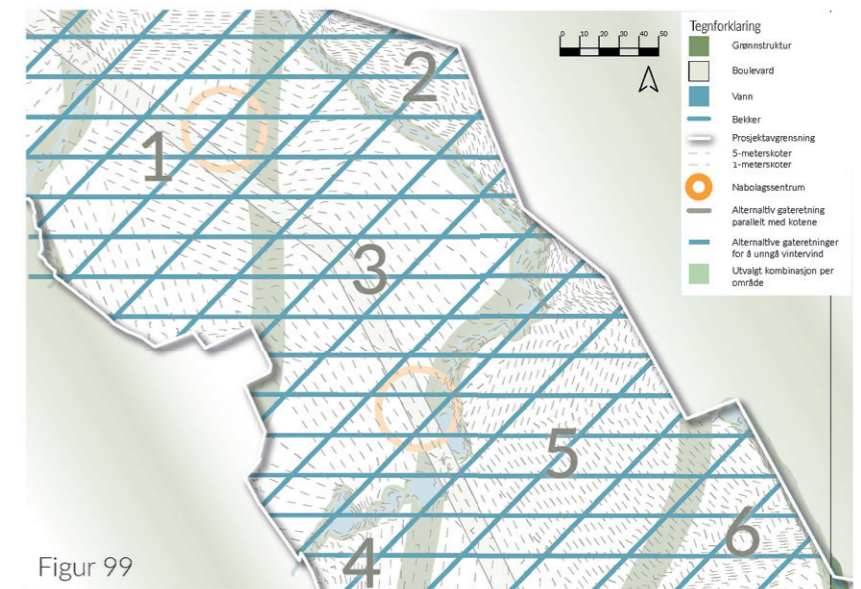 0 10 20 30 40 50
Tegnforklaring
Grønnstruktur
Boulevard
Vann
Bekker
Prosjektavgrensning
5-meterskoter
1-meterskoter
Nabolagssentrum
Alternativ gateretning
parallelt med kotene
Alternative gateretninger
for å unngå vintervind
Utvalgt kombinasjon per
område
2
1
3
5
6
4
Figur 99